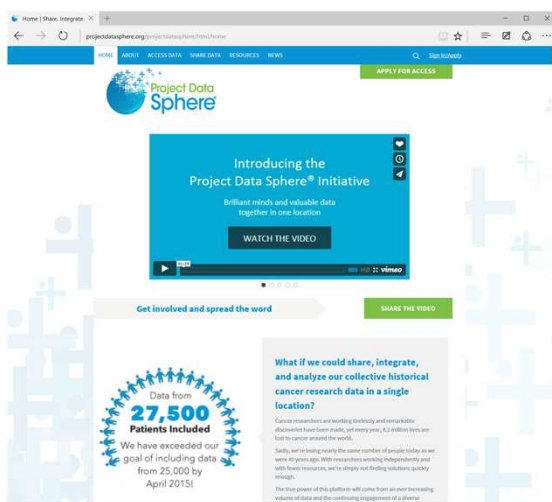 Home | Share, Integrate
projectdatasphere.org/projectdatasphere/html/home
HOME ABOUT ACCESS DATA SHARE DATA RESOURCES NEWS Sign In/Apply
APPLY FOR ACCESS
Project Data
Sphere®
Introducing the
Project Data Sphere® Initiative
Brilliant minds and valuable data
together in one location
WATCH THE VIDEO
HD vimeo
Get involved and spread the word
SHARE THE VIDEO
Data from
27,500
Patients Included
We have exceeded our
goal of including data
from 25,000 by
April 2015!
What if we could share, integrate,
and analyze our collective historical
cancer research data in a single
location?
Cancer researchers are working tirelessly and remarkable
discoveries have been made, yet every year, 8.2 million lives are
lost to cancer around the world.
Sadly, we're losing nearly the same number of people today as we
were 40 years ago. With researchers working independently and
with fewer resources, we're simply not finding solutions quickly
enough.
The true power of this platform will come from an ever increasing
volume of data and the continuing engagement of a diverse